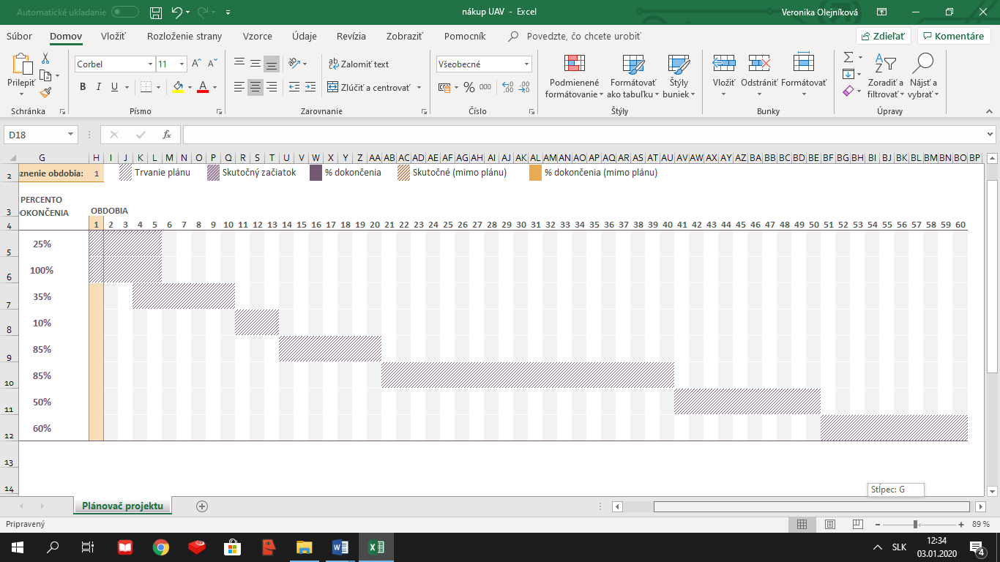 Automatické ukladanie
nákup UAV - Excel
Veronika Olejníková
Súbor Domov Vložiť Rozloženie strany Vzorce Údaje Revízia Zobraziť Pomocník Povedzte, čo chcete urobiť Zdieľať Komentáre
Prilepiť
Schránka
Corbel 11
B I U
Písmo
Zalomiť text
Zlúčiť a centrovať
Zarovnanie
Všeobecné
% 000
Číslo
Podmienené formátovanie
Formátovať ako tabuľku
Štýly buniek
Štýly
Vložiť Odstrániť Formátovať
Bunky
Zoradiť a filtrovať
Nájsť a vybrať
Úpravy
D18 fx
G H I J K L M N O P Q R S T U V W X Y Z AA AB AC AD AE AF AG AH AI AJ AK AL AM AN AO AP AQ AR AS AT AU AV AW AX AY AZ BA BB BC BD BE BF BG BH BI BJ BK BL BM BN BO BP
2 znenie obdobia: 1 Trvanie plánu Skutočný začiatok % dokončenia Skutočné (mimo plánu) % dokončenia (mimo plánu)
PERCENTO
3 OKONČENIA OBDOBIA
4 1 2 3 4 5 6 7 8 9 10 11 12 13 14 15 16 17 18 19 20 21 22 23 24 25 26 27 28 29 30 31 32 33 34 35 36 37 38 39 40 41 42 43 44 45 46 47 48 49 50 51 52 53 54 55 56 57 58 59 60
5 25%
6 100%
7 35%
8 10%
9 85%
10 85%
11 50%
12 60%
13
14
Stĺpec: G
Plánovač projektu
Pripravený
89 %
SLK
12:34
03.01.2020
4